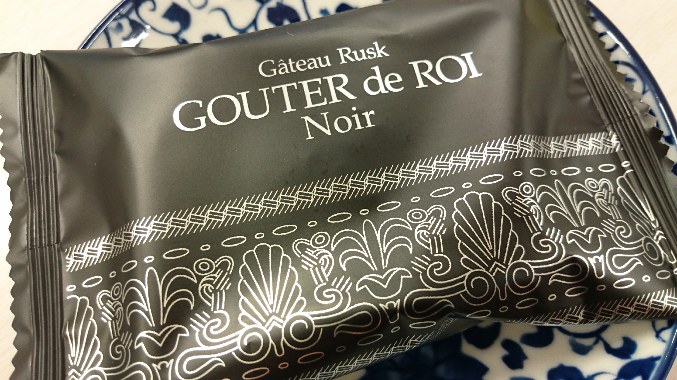 Gâteau Rusk
GOUTER de ROI
Noir